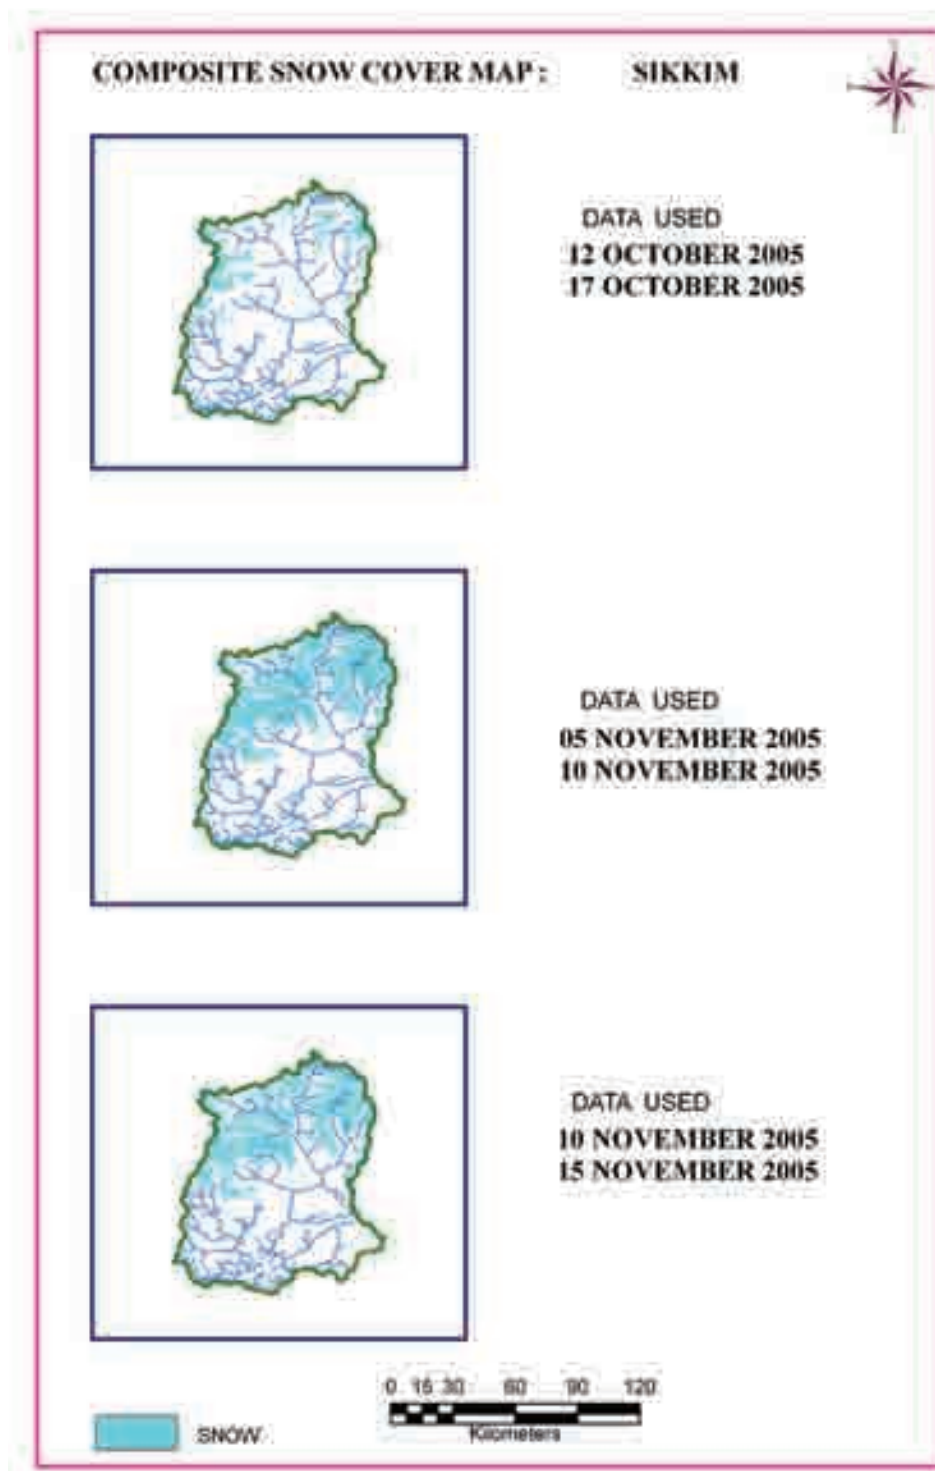 COMPOSITE SNOW COVER MAP : SIKKIM
DATA USED
12 OCTOBER 2005
17 OCTOBER 2005
DATA USED
05 NOVEMBER 2005
10 NOVEMBER 2005
DATA USED
10 NOVEMBER 2005
15 NOVEMBER 2005
0 15 30 60 90 120
Kilometers
SNOW